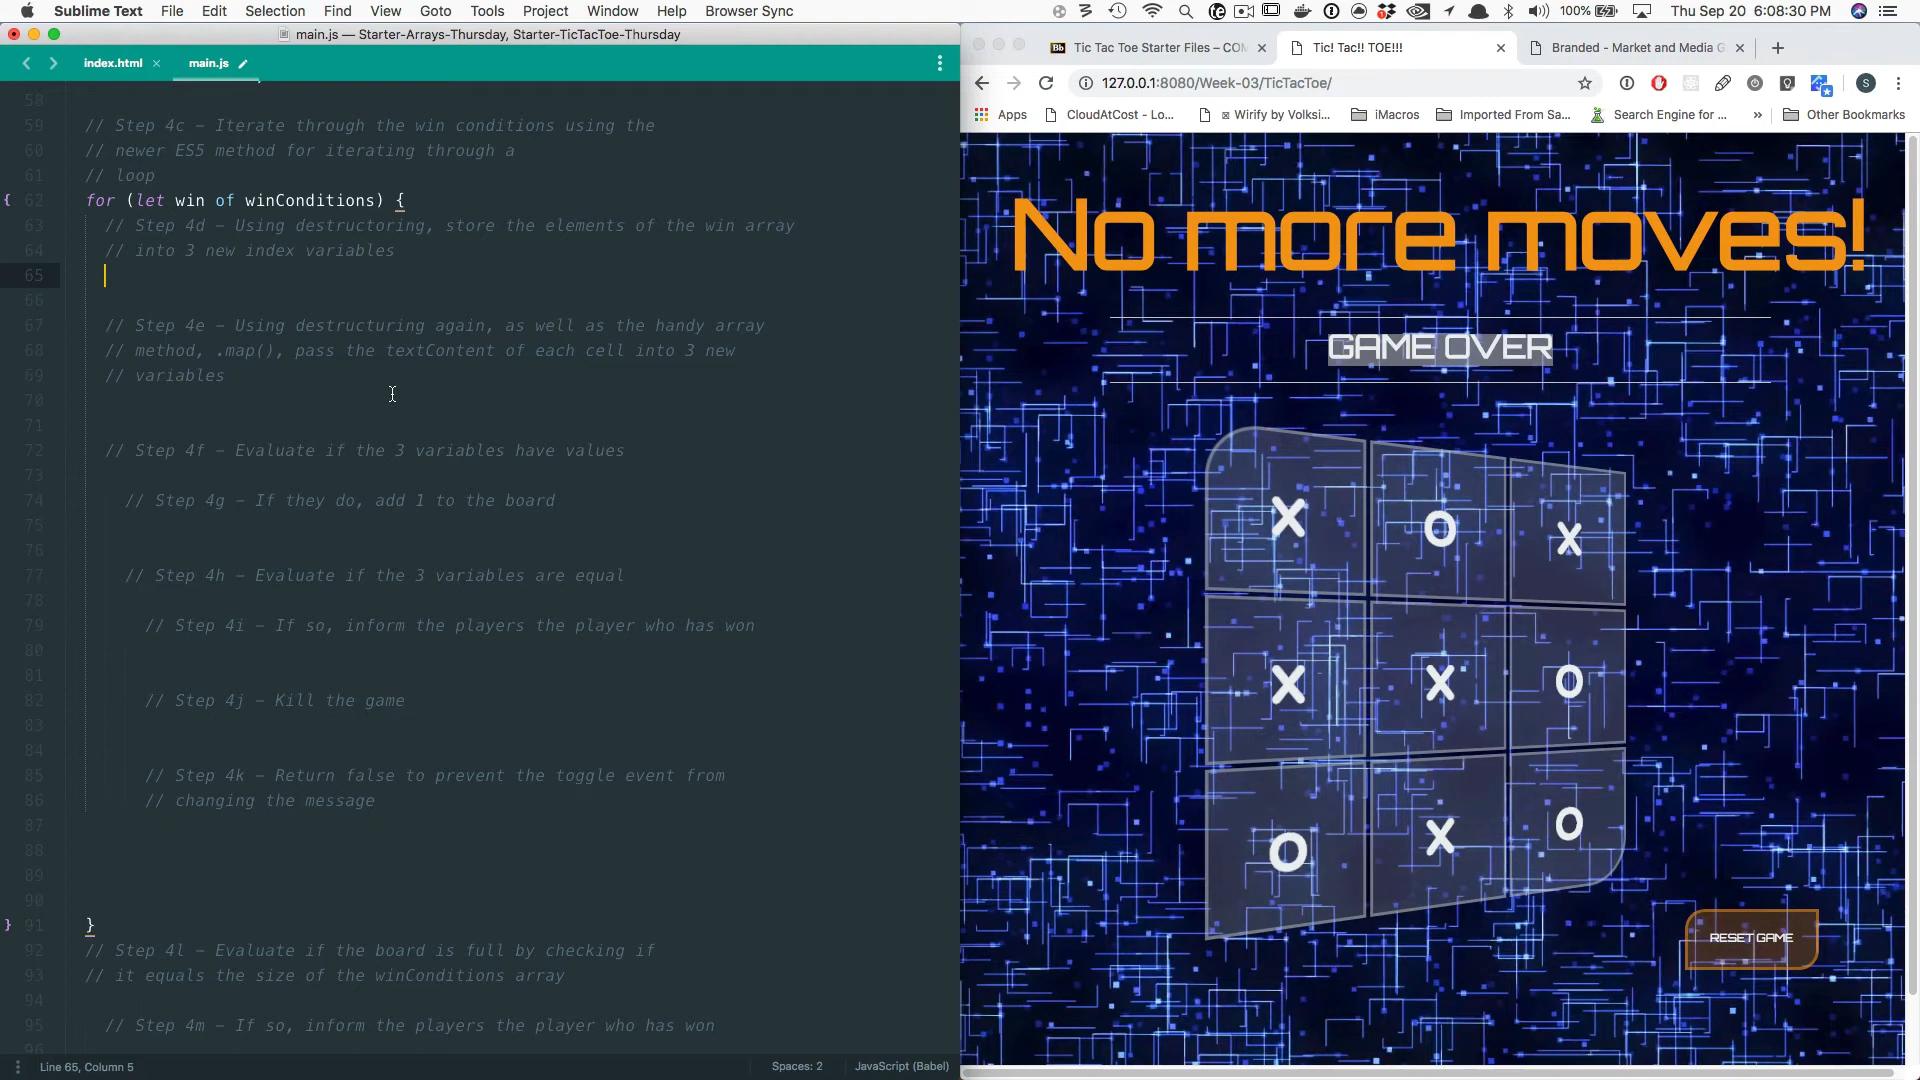 Sublime Text File Edit Selection Find View Goto Tools Project Window Help Browser Sync 100% Thu Sep 20 6:08:30 PM
main.js — Starter-Arrays-Thursday, Starter-TicTacToe-Thursday
index.html main.js
58
59 // Step 4c – Iterate through the win conditions using the
60 // newer ES5 method for iterating through a
61 // loop
{ 62 for (let win of winConditions) {
63 // Step 4d – Using destructoring, store the elements of the win array
64 // into 3 new index variables
65
66
67 // Step 4e – Using destructuring again, as well as the handy array
68 // method, .map(), pass the textContent of each cell into 3 new
69 // variables
70
71
72 // Step 4f – Evaluate if the 3 variables have values
73
74 // Step 4g – If they do, add 1 to the board
75
76
77 // Step 4h – Evaluate if the 3 variables are equal
78
79 // Step 4i – If so, inform the players the player who has won
80
81
82 // Step 4j – Kill the game
83
84
85 // Step 4k – Return false to prevent the toggle event from
86 // changing the message
87
88
89
90
} 91 }
92 // Step 4l – Evaluate if the board is full by checking if
93 // it equals the size of the winConditions array
94
95 // Step 4m – If so, inform the players the player who has won
96
Line 65, Column 5 Spaces: 2 JavaScript (Babel)
Bb Tic Tac Toe Starter Files – COM Tic! Tac!! TOE!!! Branded - Market and Media G
127.0.0.1:8080/Week-03/TicTacToe/ S
Apps CloudAtCost - Lo... Wirify by Volksi... iMacros Imported From Sa... Search Engine for ... » Other Bookmarks
No more moves!
GAME OVER
X O X
X X O
O X O
RESET GAME